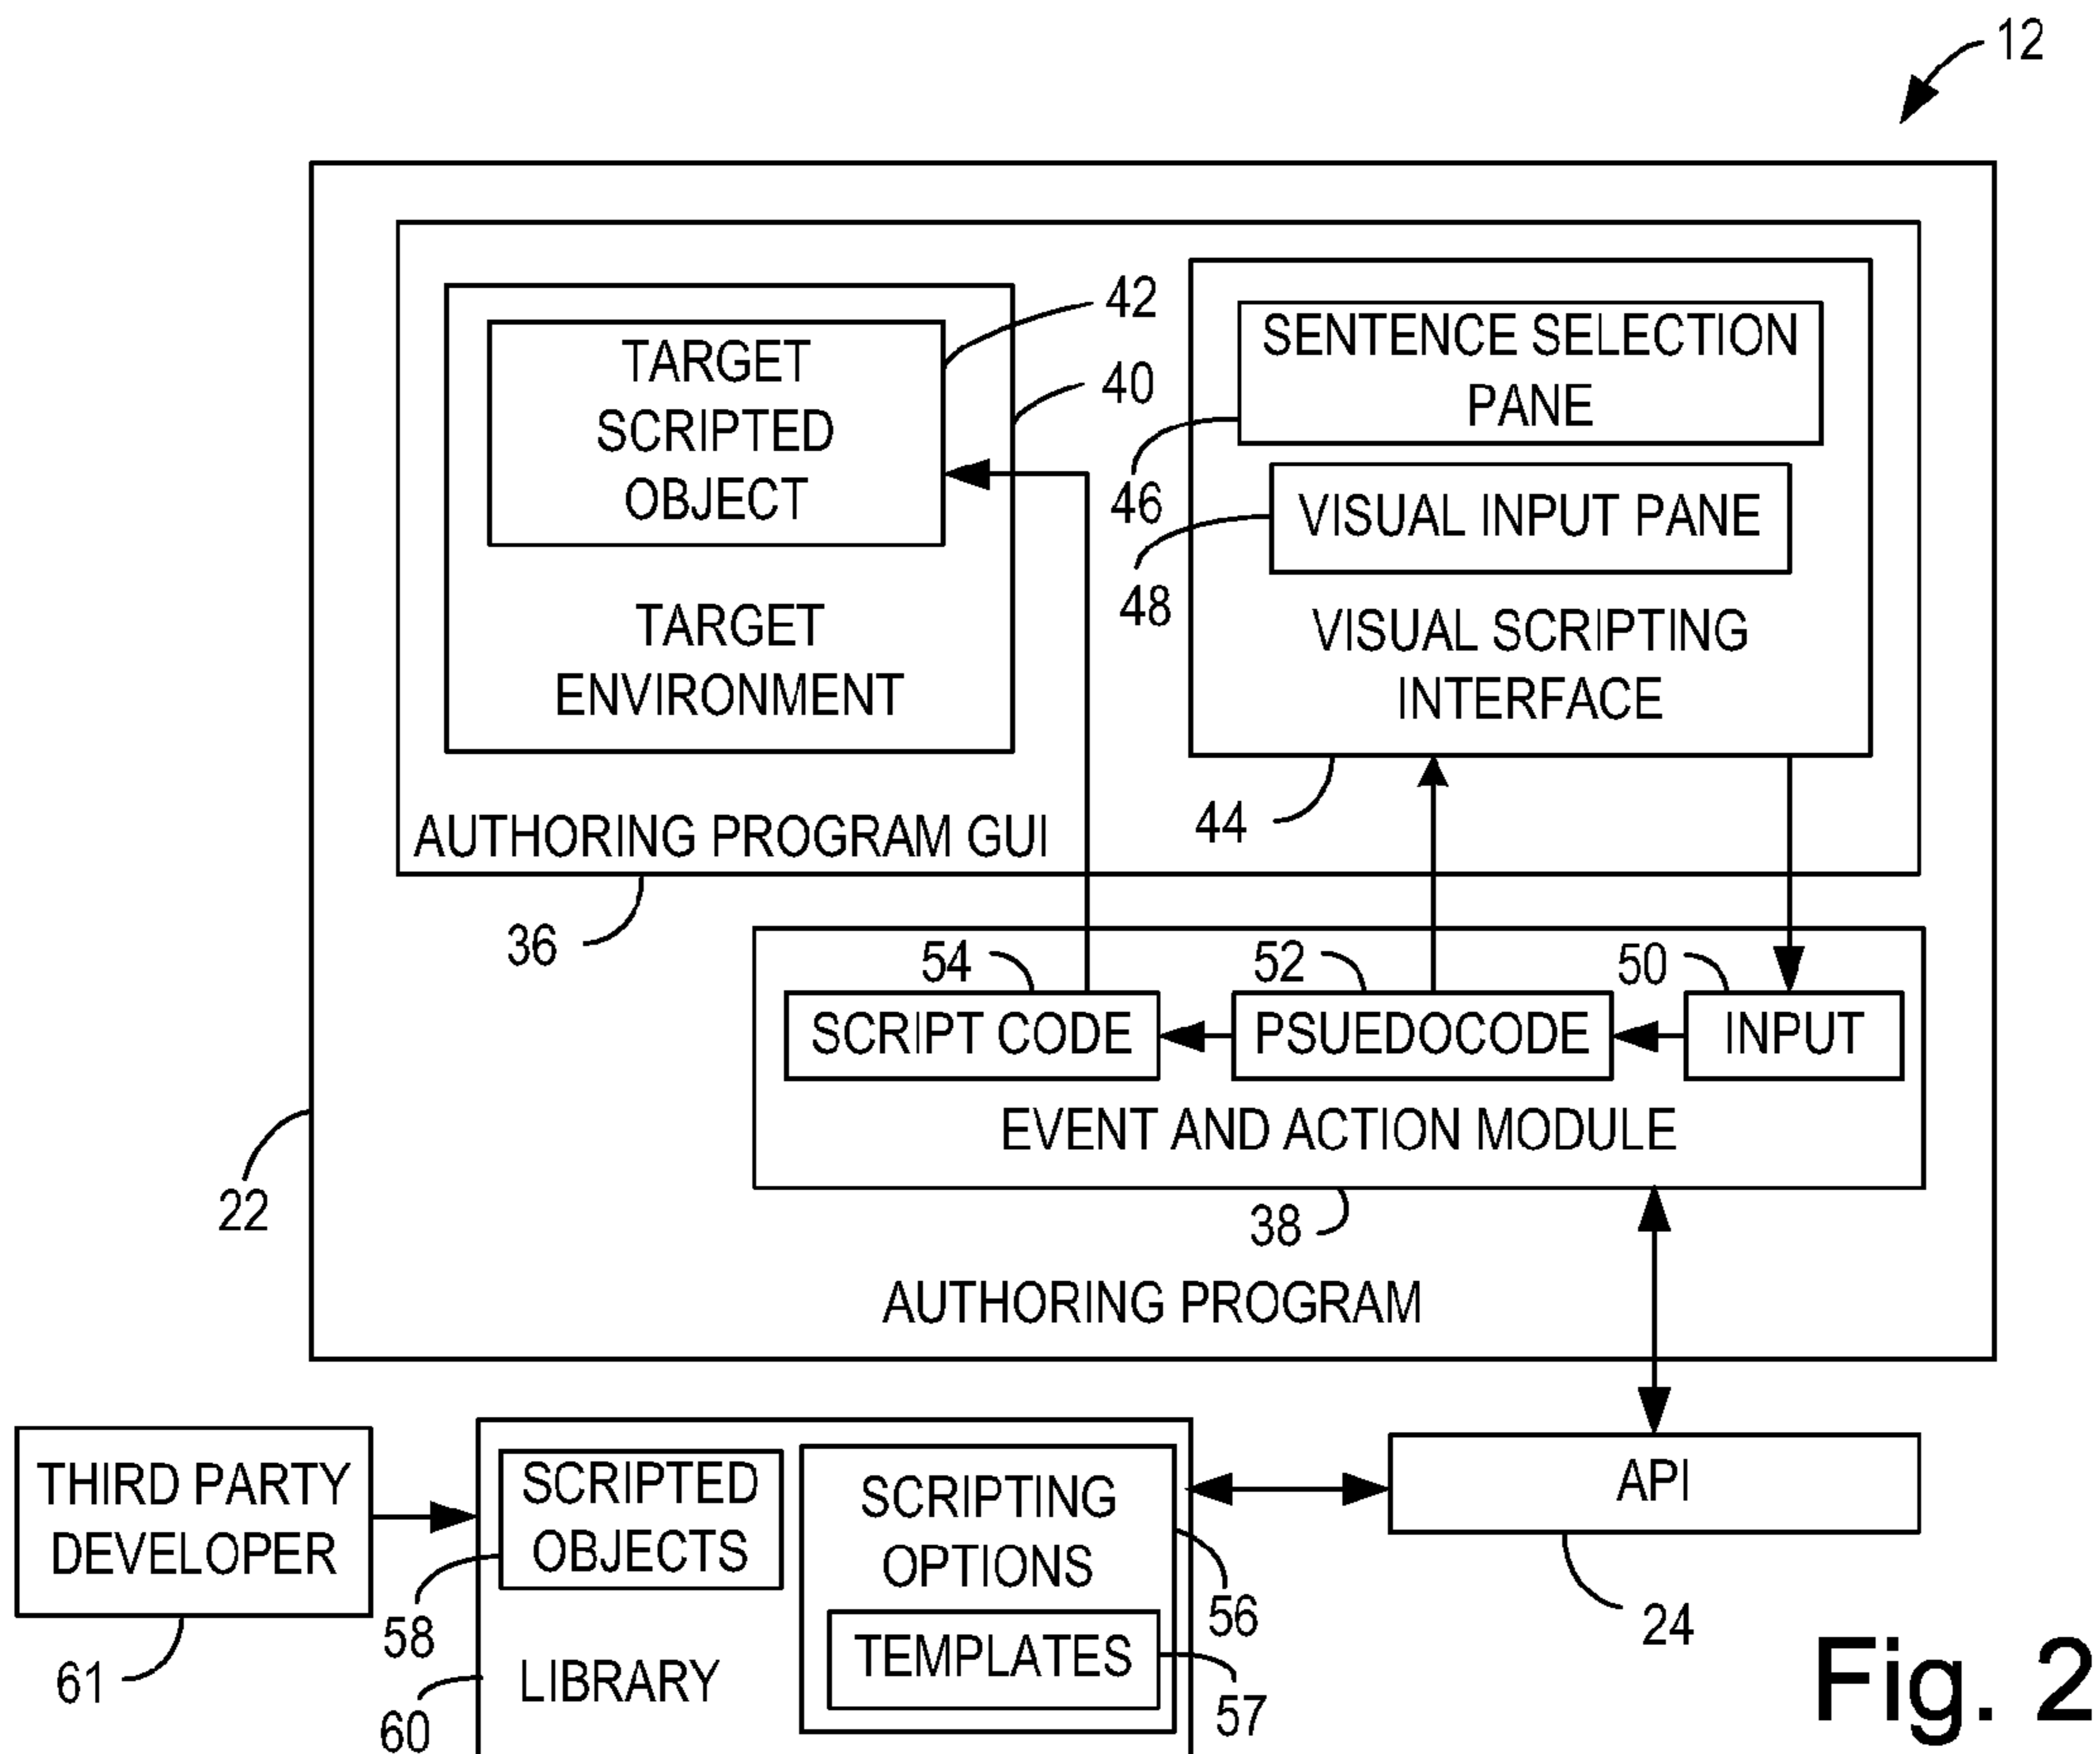 12
TARGET
SCRIPTED
OBJECT
42
40
TARGET
ENVIRONMENT
SENTENCE SELECTION
PANE
46
VISUAL INPUT PANE
48
VISUAL SCRIPTING
INTERFACE
44
AUTHORING PROGRAM GUI
36
54
52
50
SCRIPT CODE
PSUEDOCODE
INPUT
EVENT AND ACTION MODULE
22
38
AUTHORING PROGRAM
THIRD PARTY
DEVELOPER
61
SCRIPTED
OBJECTS
58
LIBRARY
60
SCRIPTING
OPTIONS
56
TEMPLATES
57
API
24
Fig. 2